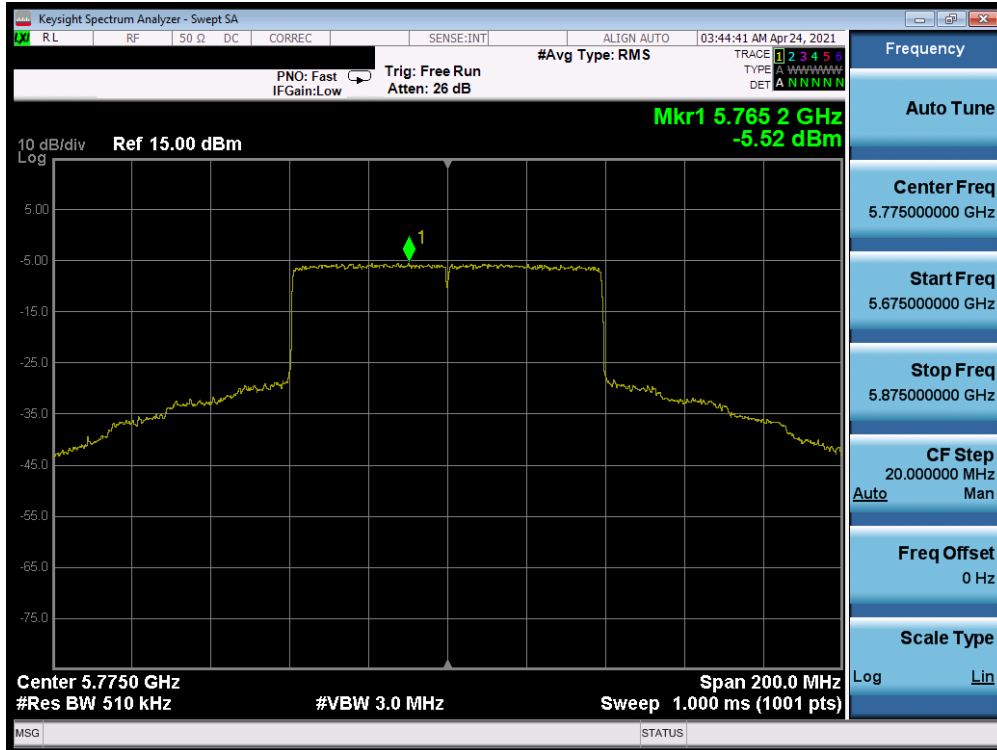 Keysight Spectrum Analyzer - Swept SA
LXI RL RF 50 Ω DC CORREC SENSE:INT ALIGN AUTO 03:44:41 AM Apr 24, 2021
#Avg Type: RMS TRACE 1 2 3 4 5 6
PNO: Fast Trig: Free Run TYPE A WWWWW
IFGain:Low Atten: 26 dB DET A N N N N N
Frequency
Mkr1 5.765 2 GHz
-5.52 dBm
10 dB/div Ref 15.00 dBm
Log
5.00
-5.00
-15.0
-25.0
-35.0
-45.0
-55.0
-65.0
-75.0
1
Center 5.7750 GHz Span 200.0 MHz
#Res BW 510 kHz #VBW 3.0 MHz Sweep 1.000 ms (1001 pts)
Auto Tune
Center Freq
5.775000000 GHz
Start Freq
5.675000000 GHz
Stop Freq
5.875000000 GHz
CF Step
20.000000 MHz
Auto Man
Freq Offset
0 Hz
Scale Type
Log Lin
MSG STATUS